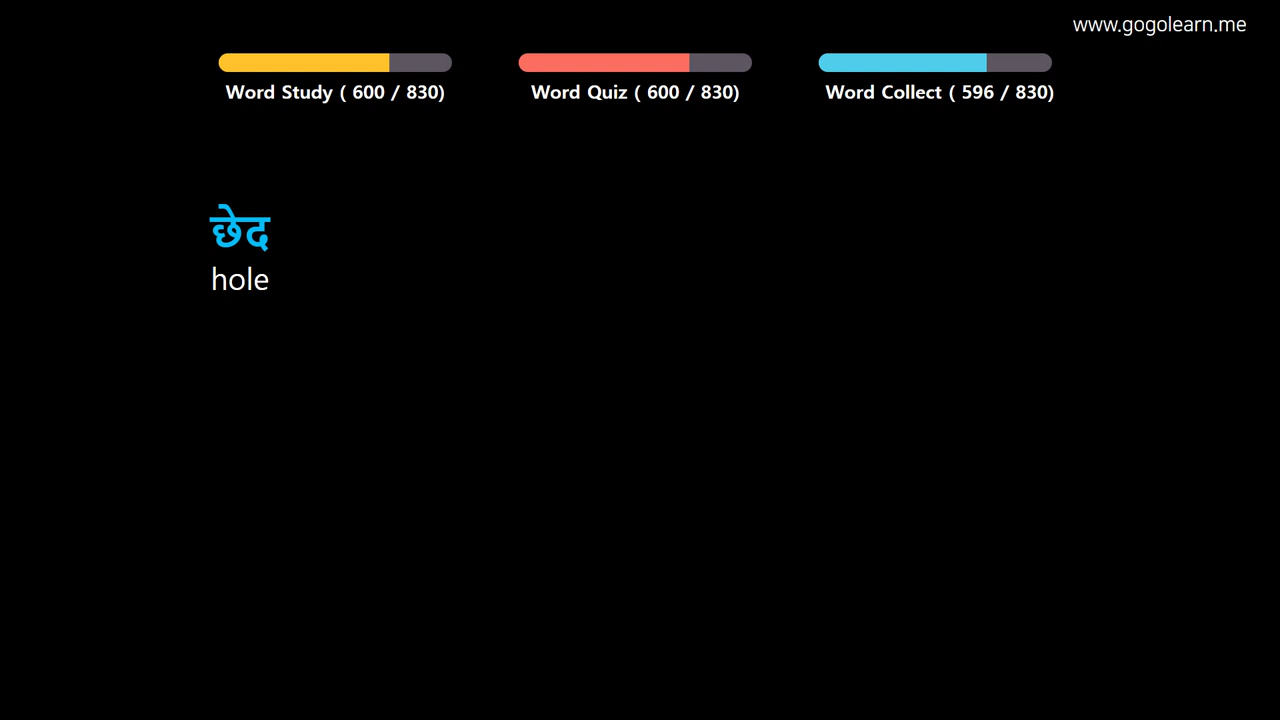 www.gogolearn.me
Word Study ( 600 / 830)
Word Quiz ( 600 / 830)
Word Collect ( 596 / 830)
छेद
hole